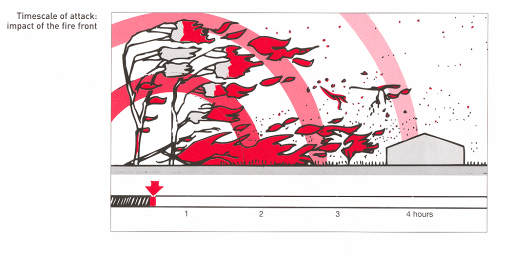 Timescale of attack:
impact of the fire front
1 2 3 4 hours